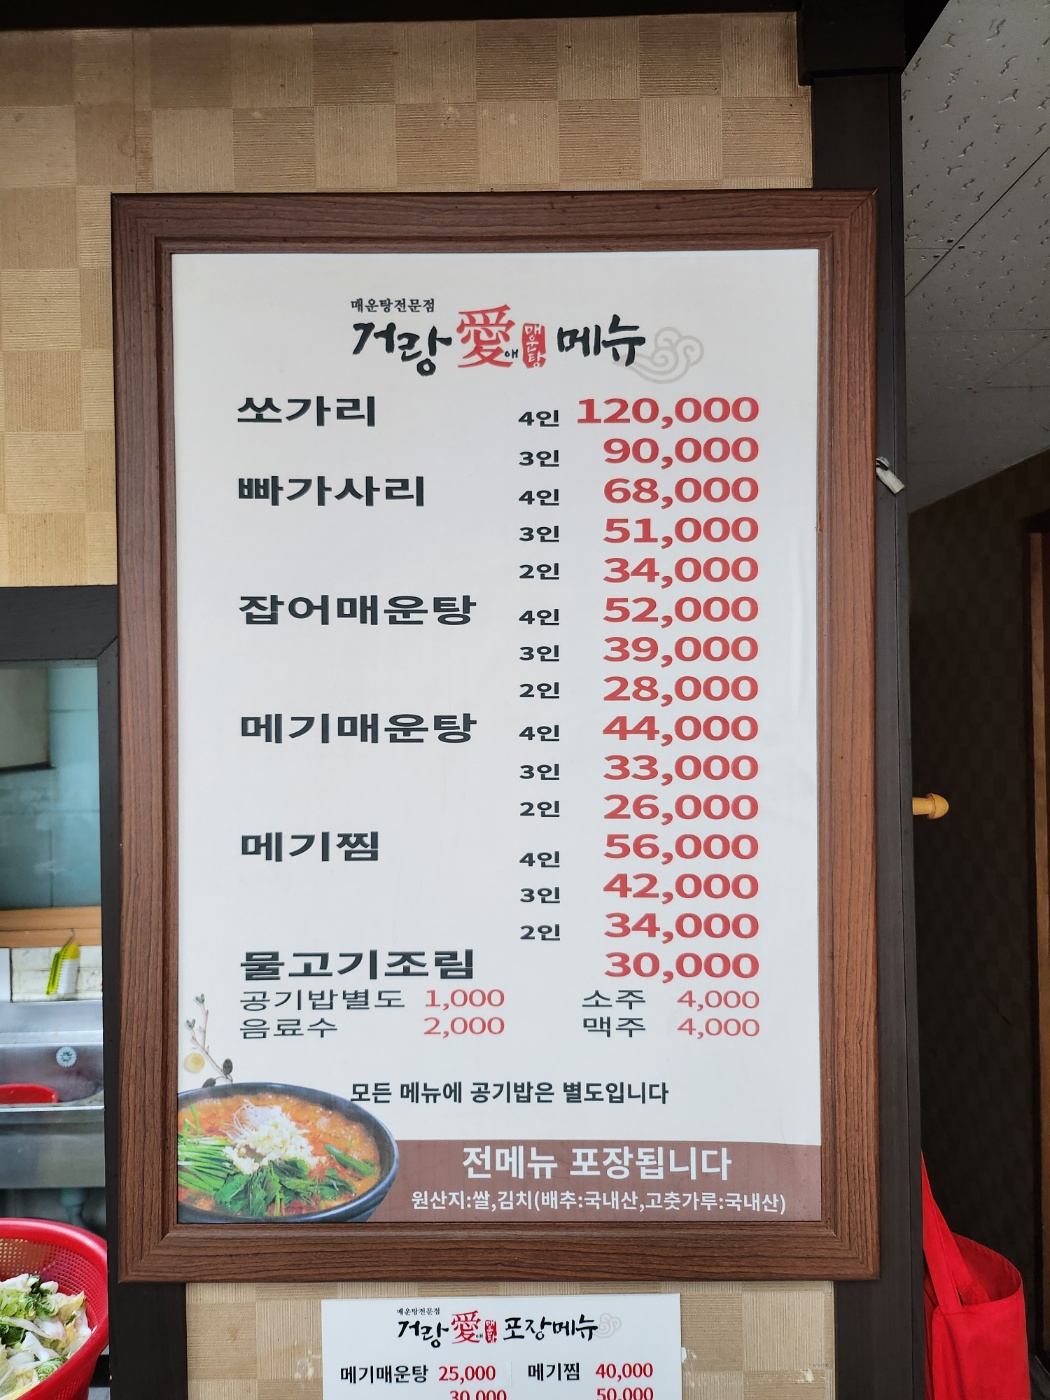 매운탕전문점
거랑 愛애 매운탕 메뉴
쏘가리 4인 120,000
3인 90,000
빠가사리 4인 68,000
3인 51,000
2인 34,000
잡어매운탕 4인 52,000
3인 39,000
2인 28,000
메기매운탕 4인 44,000
3인 33,000
2인 26,000
메기찜 4인 56,000
3인 42,000
2인 34,000
물고기조림 30,000
공기밥별도 1,000 소주 4,000
음료수 2,000 맥주 4,000
모든 메뉴에 공기밥은 별도입니다
전메뉴 포장됩니다
원산지:쌀,김치(배추:국내산,고춧가루:국내산)
매운탕전문점
거랑 愛애 매운탕 포장메뉴
메기매운탕 25,000 메기찜 40,000
30,000 50,000